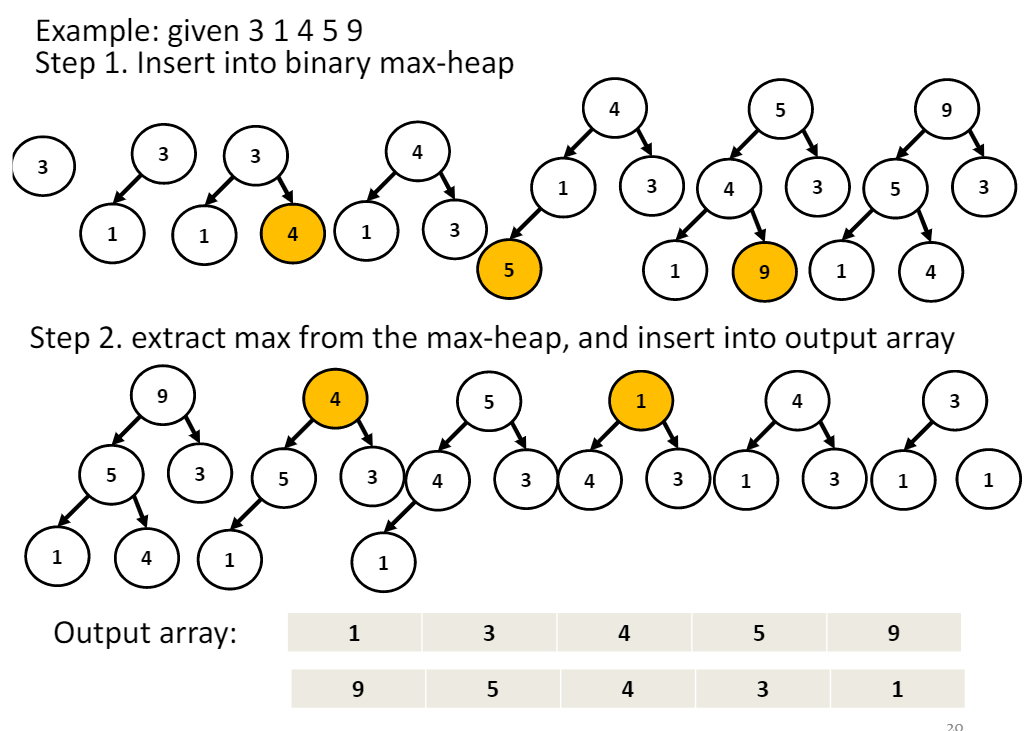 Example: given 3 1 4 5 9
Step 1. Insert into binary max-heap
4 5 9
3 3 3 4
1 3 4 3 5 3
1 1 4 1 3
5 1 9 1 4
Step 2. extract max from the max-heap, and insert into output array
9 4 5 1 4 3
5 3 5 3 4 3 4 3 1 3 1 1
1 4 1 1
Output array: 1 3 4 5 9
9 5 4 3 1
20